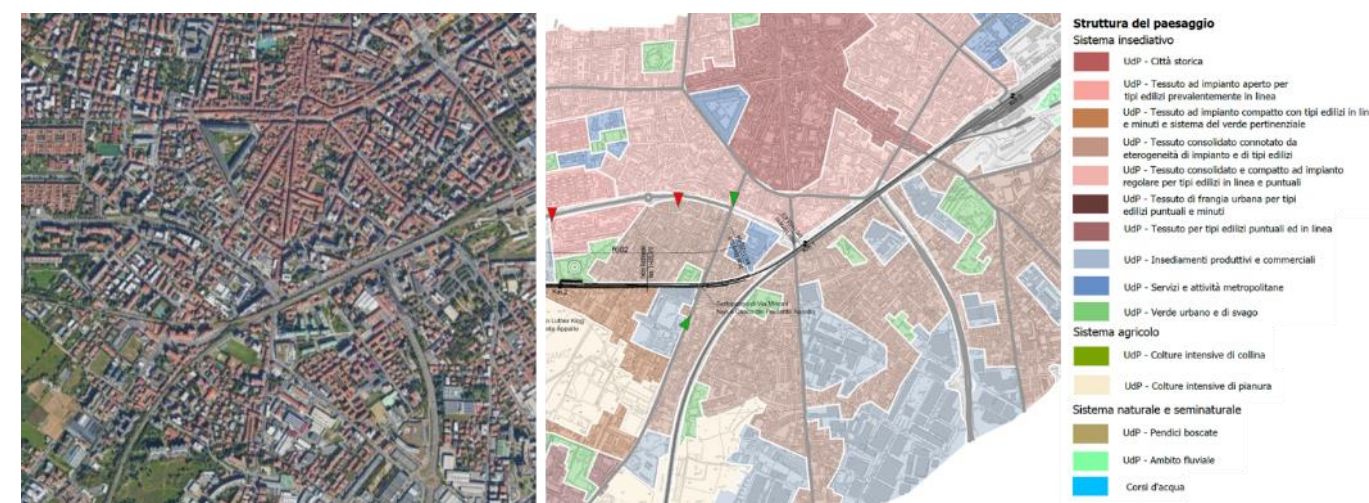 Struttura del paesaggio
Sistema insediativo
UdP - Città storica
UdP - Tessuto ad impianto aperto per
tipi edilizi prevalentemente in linea
UdP - Tessuto ad impianto compatto con tipi edilizi in lin
e minuti e sistema del verde pertinenziale
UdP - Tessuto consolidato connotato da
eterogeneità di impianto e di tipi edilizi
UdP - Tessuto consolidato e compatto ad impianto
regolare per tipi edilizi in linea e puntuali
UdP - Tessuto di frangia urbana per tipi
edilizi puntuali e minuti
UdP - Tessuto per tipi edilizi puntuali ed in linea
UdP - Insediamenti produttivi e commerciali
UdP - Servizi e attività metropolitane
UdP - Verde urbano e di svago
Sistema agricolo
UdP - Colture intensive di collina
UdP - Colture intensive di pianura
Sistema naturale e seminaturale
UdP - Pendici boscate
UdP - Ambito fluviale
Corsi d'acqua